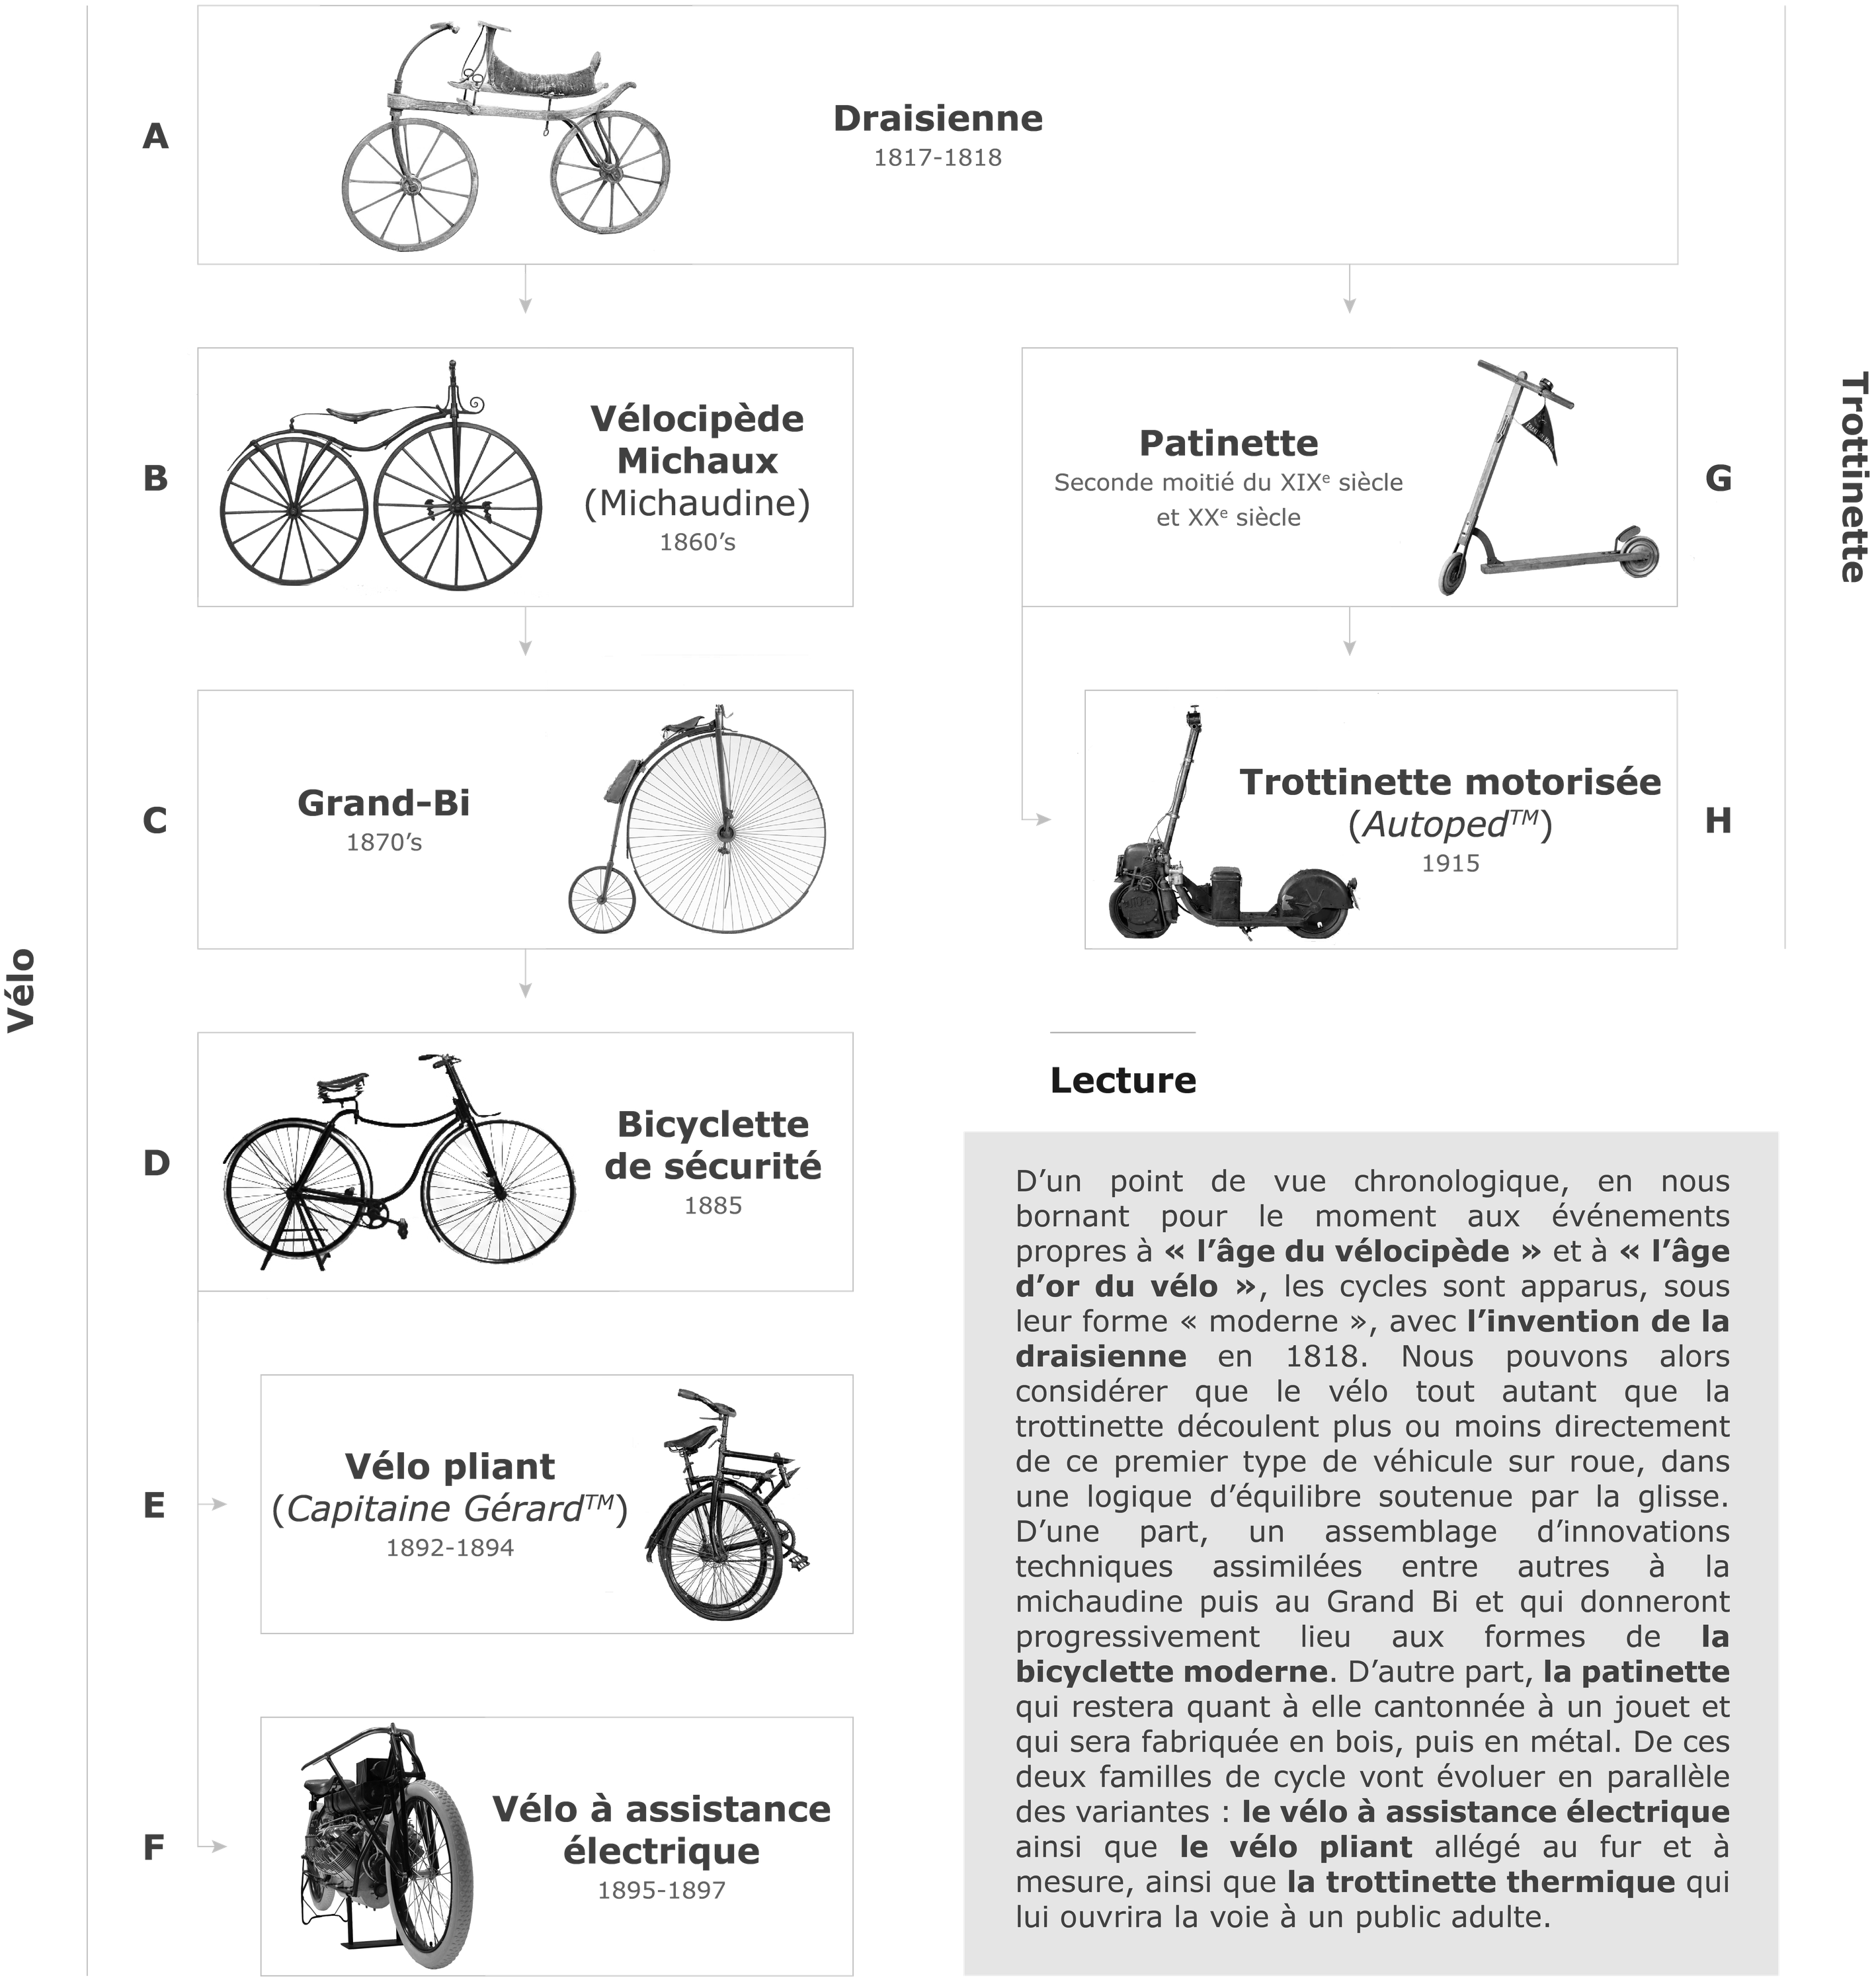 A
Draisienne
1817-1818
B
Vélocipède
Michaux
(Michaudine)
1860’s
Patinette
Seconde moitié du XIXe siècle
et XXe siècle
G
Trottinette
C
Grand-Bi
1870’s
Trottinette motorisée
(Autoped™)
1915
H
Vélo
D
Bicyclette
de sécurité
1885
E
Vélo pliant
(Capitaine Gérard™)
1892-1894
F
Vélo à assistance
électrique
1895-1897
Lecture
D’un point de vue chronologique, en nous
bornant pour le moment aux événements
propres à « l’âge du vélocipède » et à « l’âge
d’or du vélo », les cycles sont apparus, sous
leur forme « moderne », avec l’invention de la
draisienne en 1818. Nous pouvons alors
considérer que le vélo tout autant que la
trottinette découlent plus ou moins directement
de ce premier type de véhicule sur roue, dans
une logique d’équilibre soutenue par la glisse.
D’une part, un assemblage d’innovations
techniques assimilées entre autres à la
michaudine puis au Grand Bi et qui donneront
progressivement lieu aux formes de la
bicyclette moderne. D’autre part, la patinette
qui restera quant à elle cantonnée à un jouet et
qui sera fabriquée en bois, puis en métal. De ces
deux familles de cycle vont évoluer en parallèle
des variantes : le vélo à assistance électrique
ainsi que le vélo pliant allégé au fur et à
mesure, ainsi que la trottinette thermique qui
lui ouvrira la voie à un public adulte.